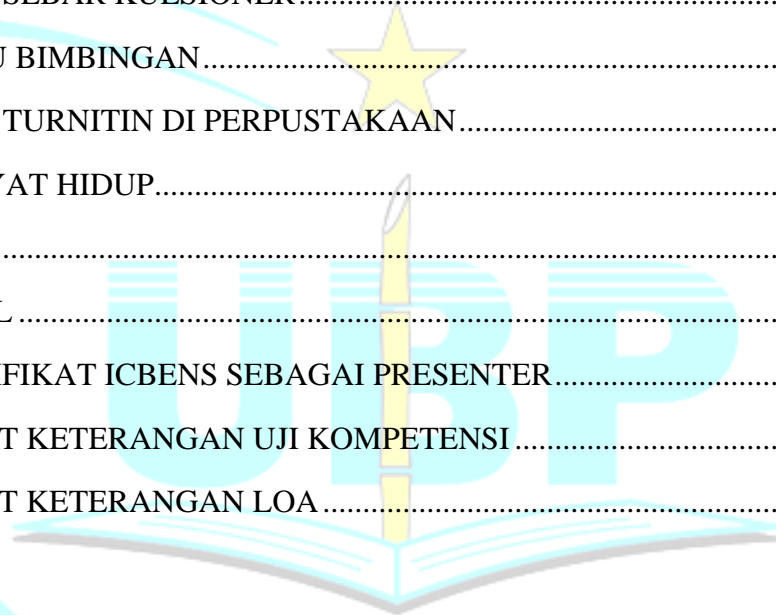 SEBAR KUESIONER........................................................
U BIMBINGAN........................................................................
TURNITIN DI PERPUSTAKAAN........................................
YAT HIDUP..............................................................................
..................................................................................................
L ................................................................................................
IFIKAT ICBENS SEBAGAI PRESENTER............................
T KETERANGAN UJI KOMPETENSI .................................
T KETERANGAN LOA ..........................................................
UBP